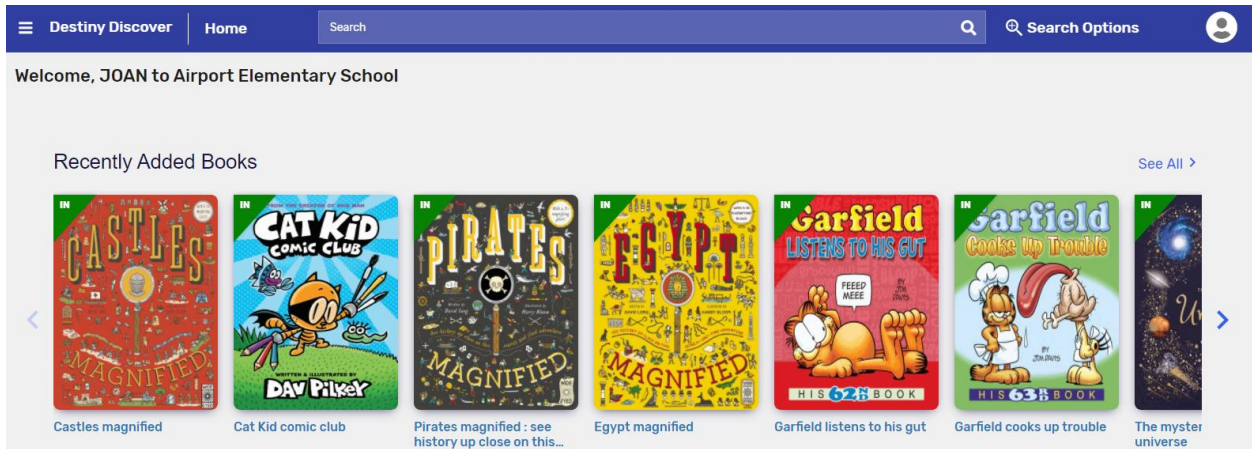 Destiny Discover Home Search Search Options
Welcome, JOAN to Airport Elementary School
Recently Added Books
See All >
IN
CASTLES
MAGNIFIED
IN
FROM THE CREATOR OF DOG MAN
CAT KID
COMIC CLUB
WRITTEN & ILLUSTRATED BY
DAV PILKEY
IN
PIRATES
MAGNIFIED
IN
EGYPT
MAGNIFIED
IN
Garfield
LISTENS TO HIS GUT
FEEED
MEEE
BY
JIM DAVIS
HIS 62ND BOOK
IN
Garfield
Cooks Up Trouble
BY
JIM DAVIS
HIS 63RD BOOK
IN
Un
Castles magnified
Cat Kid comic club
Pirates magnified : see
history up close on this...
Egypt magnified
Garfield listens to his gut
Garfield cooks up trouble
The myster
universe